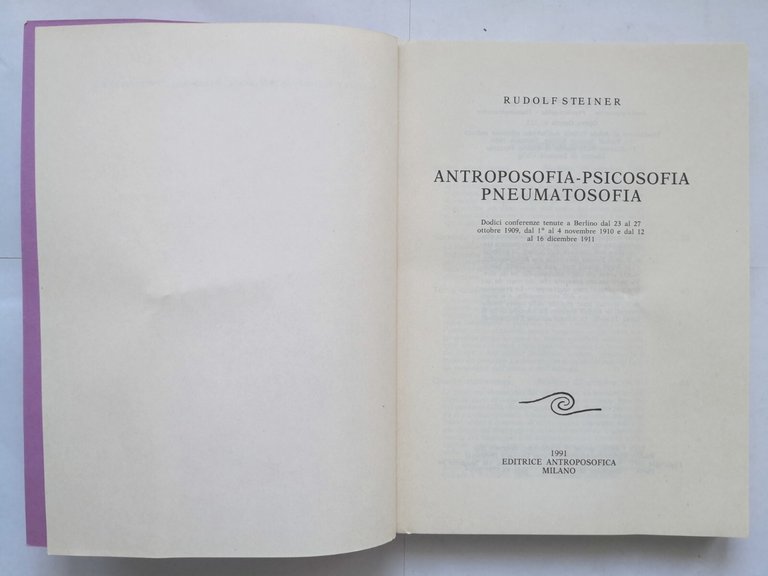 RUDOLF STEINER
ANTROPOSOFIA-PSICOSOFIA
PNEUMATOSOFIA
Dodici conferenze tenute a Berlino dal 23 al 27
ottobre 1909, dal 1° al 4 novembre 1910 e dal 12
al 16 dicembre 1911
1991
EDITRICE ANTROPOSOFICA
MILANO